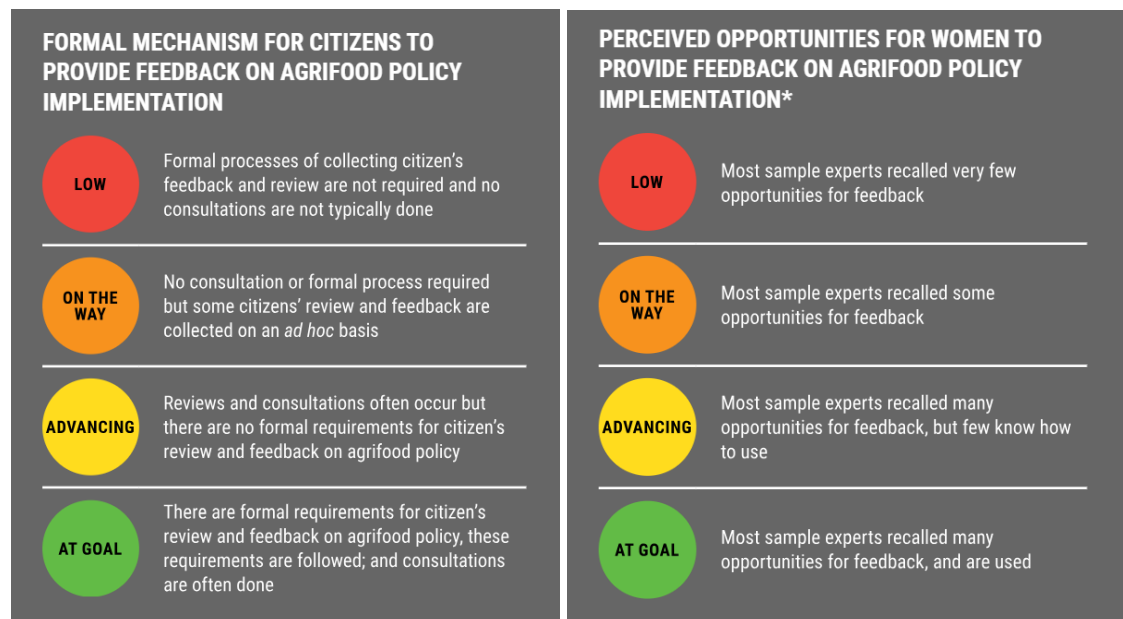 FORMAL MECHANISM FOR CITIZENS TO
PROVIDE FEEDBACK ON AGRIFOOD POLICY
IMPLEMENTATION
LOW
Formal processes of collecting citizen’s
feedback and review are not required and no
consultations are not typically done
ON THE
WAY
No consultation or formal process required
but some citizens’ review and feedback are
collected on an ad hoc basis
ADVANCING
Reviews and consultations often occur but
there are no formal requirements for citizen’s
review and feedback on agrifood policy
AT GOAL
There are formal requirements for citizen’s
review and feedback on agrifood policy, these
requirements are followed; and consultations
are often done
PERCEIVED OPPORTUNITIES FOR WOMEN TO
PROVIDE FEEDBACK ON AGRIFOOD POLICY
IMPLEMENTATION*
LOW
Most sample experts recalled very few
opportunities for feedback
ON THE
WAY
Most sample experts recalled some
opportunities for feedback
ADVANCING
Most sample experts recalled many
opportunities for feedback, but few know how
to use
AT GOAL
Most sample experts recalled many
opportunities for feedback, and are used